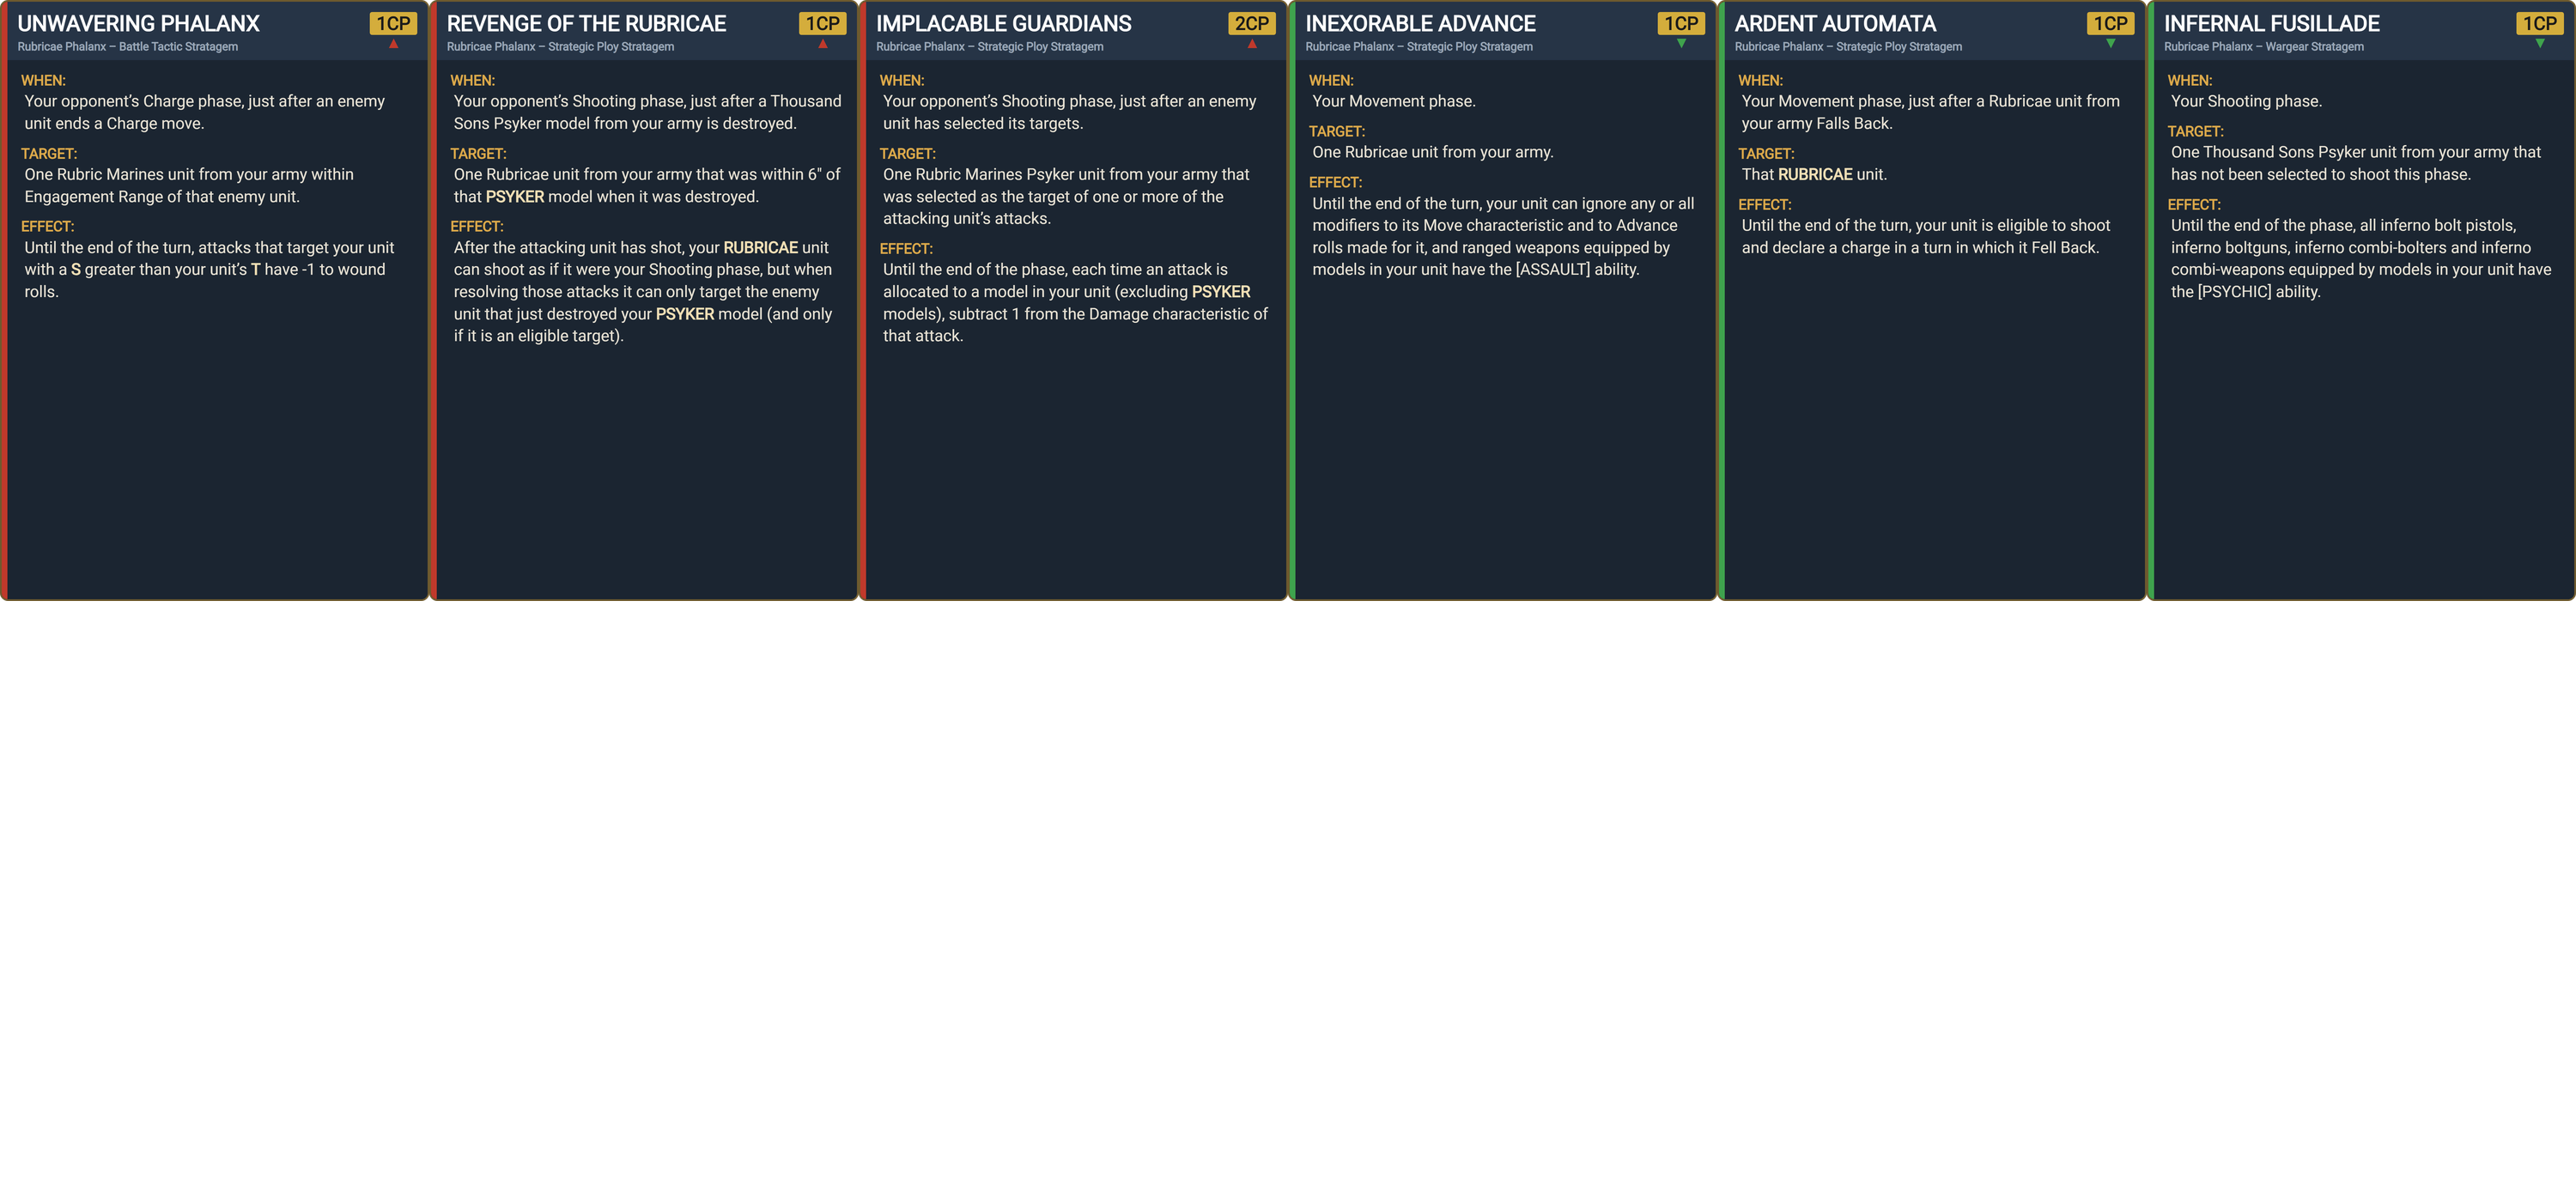 UNWAVERING PHALANX
1CP
Rubricae Phalanx – Battle Tactic Stratagem
WHEN:
Your opponent’s Charge phase, just after an enemy
unit ends a Charge move.
TARGET:
One Rubric Marines unit from your army within
Engagement Range of that enemy unit.
EFFECT:
Until the end of the turn, attacks that target your unit
with a S greater than your unit’s T have -1 to wound
rolls.
REVENGE OF THE RUBRICAE
1CP
Rubricae Phalanx – Strategic Ploy Stratagem
WHEN:
Your opponent’s Shooting phase, just after a Thousand
Sons Psyker model from your army is destroyed.
TARGET:
One Rubricae unit from your army that was within 6" of
that PSYKER model when it was destroyed.
EFFECT:
After the attacking unit has shot, your RUBRICAE unit
can shoot as if it were your Shooting phase, but when
resolving those attacks it can only target the enemy
unit that just destroyed your PSYKER model (and only
if it is an eligible target).
IMPLACABLE GUARDIANS
2CP
Rubricae Phalanx – Strategic Ploy Stratagem
WHEN:
Your opponent’s Shooting phase, just after an enemy
unit has selected its targets.
TARGET:
One Rubric Marines Psyker unit from your army that
was selected as the target of one or more of the
attacking unit’s attacks.
EFFECT:
Until the end of the phase, each time an attack is
allocated to a model in your unit (excluding PSYKER
models), subtract 1 from the Damage characteristic of
that attack.
INEXORABLE ADVANCE
1CP
Rubricae Phalanx – Strategic Ploy Stratagem
WHEN:
Your Movement phase.
TARGET:
One Rubricae unit from your army.
EFFECT:
Until the end of the turn, your unit can ignore any or all
modifiers to its Move characteristic and to Advance
rolls made for it, and ranged weapons equipped by
models in your unit have the [ASSAULT] ability.
ARDENT AUTOMATA
1CP
Rubricae Phalanx – Strategic Ploy Stratagem
WHEN:
Your Movement phase, just after a Rubricae unit from
your army Falls Back.
TARGET:
That RUBRICAE unit.
EFFECT:
Until the end of the turn, your unit is eligible to shoot
and declare a charge in a turn in which it Fell Back.
INFERNAL FUSILLADE
1CP
Rubricae Phalanx – Wargear Stratagem
WHEN:
Your Shooting phase.
TARGET:
One Thousand Sons Psyker unit from your army that
has not been selected to shoot this phase.
EFFECT:
Until the end of the phase, all inferno bolt pistols,
inferno boltguns, inferno combi-bolters and inferno
combi-weapons equipped by models in your unit have
the [PSYCHIC] ability.